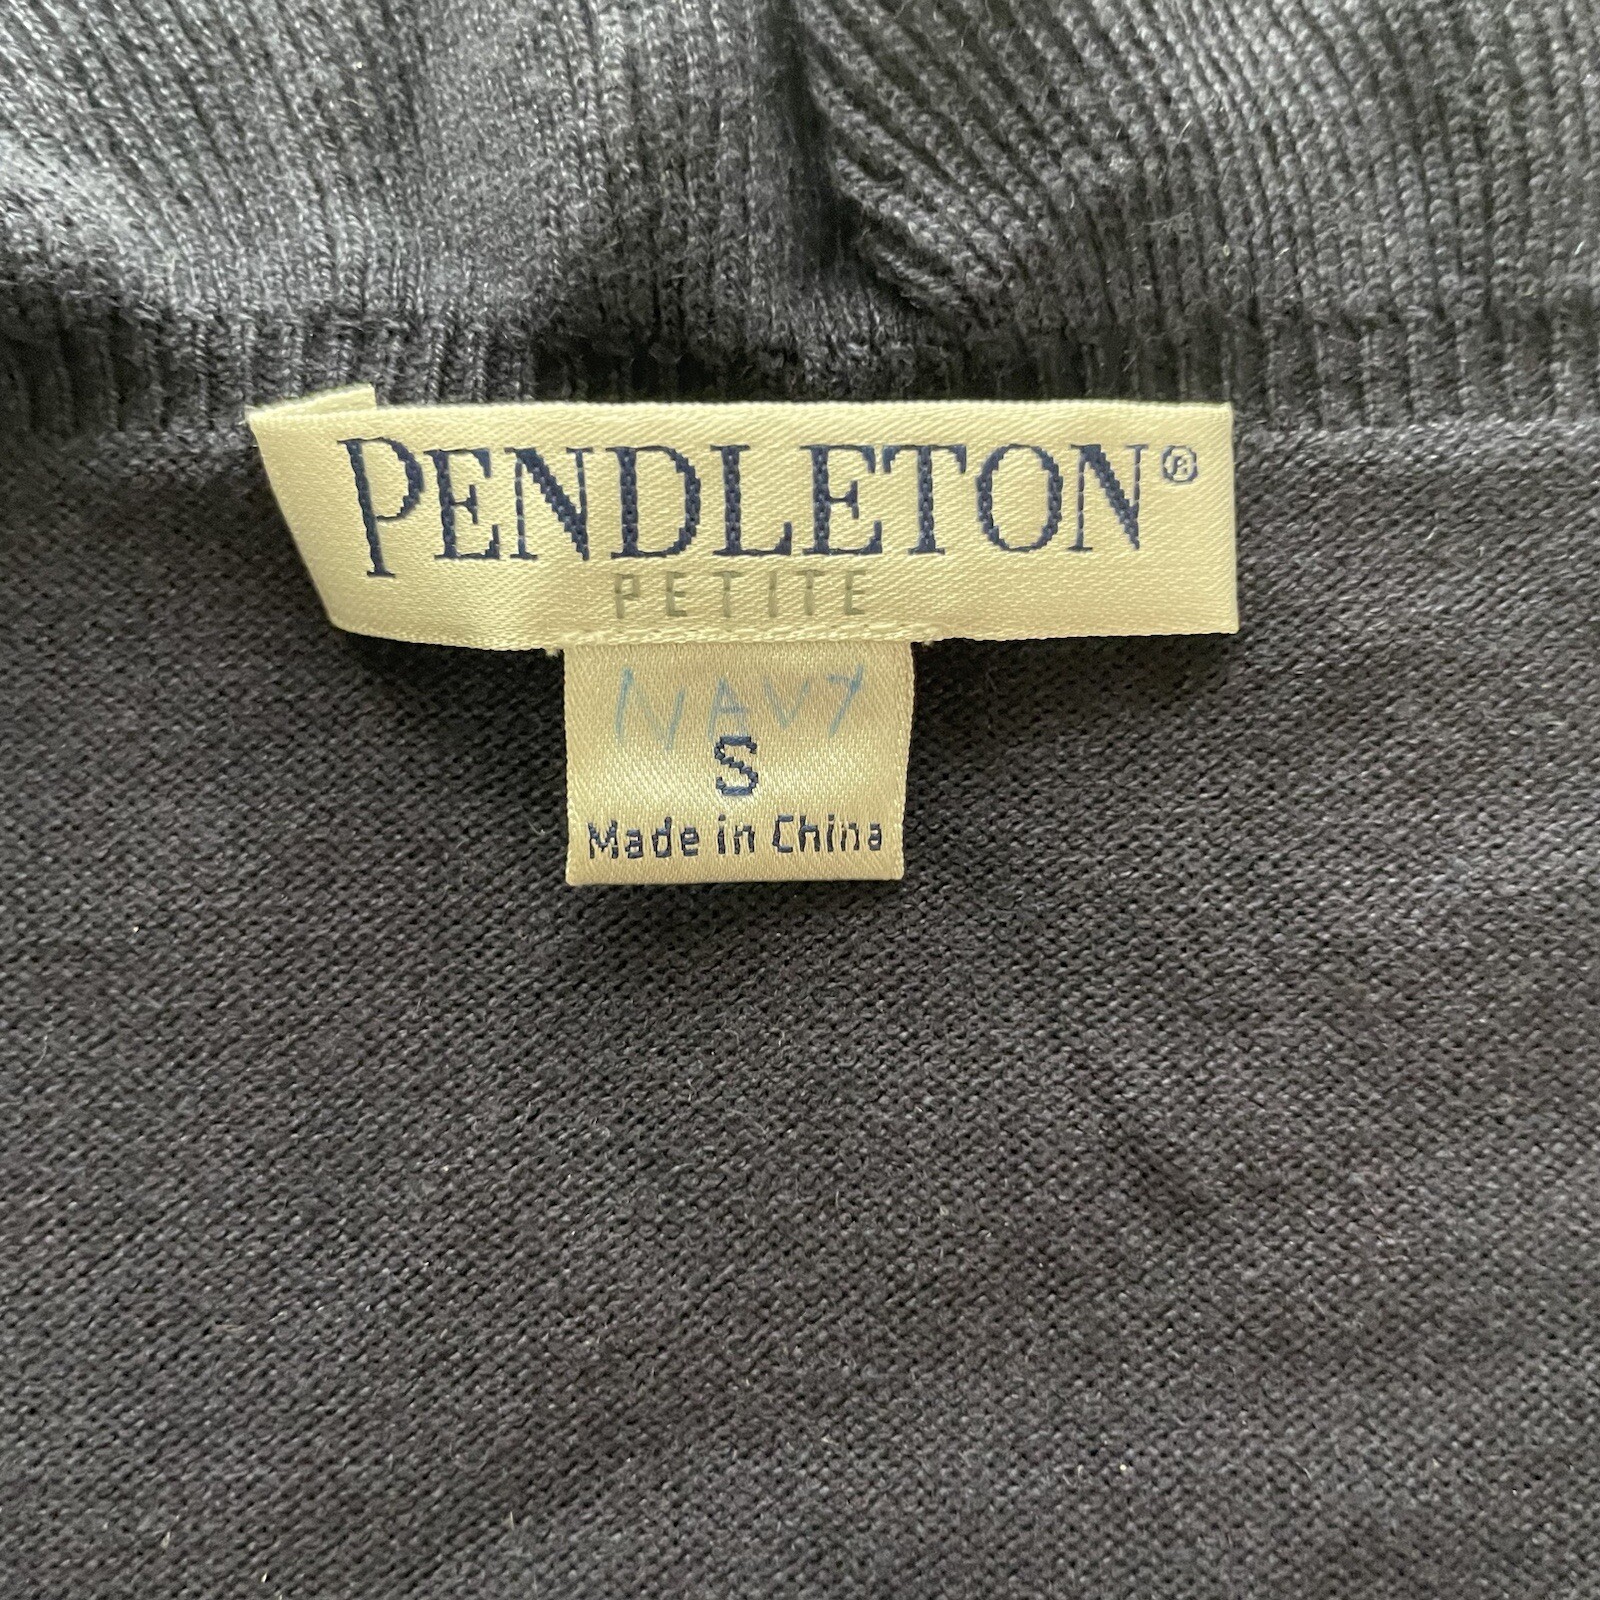 PENDLETON®
PETITE
NAVY
S
Made in China